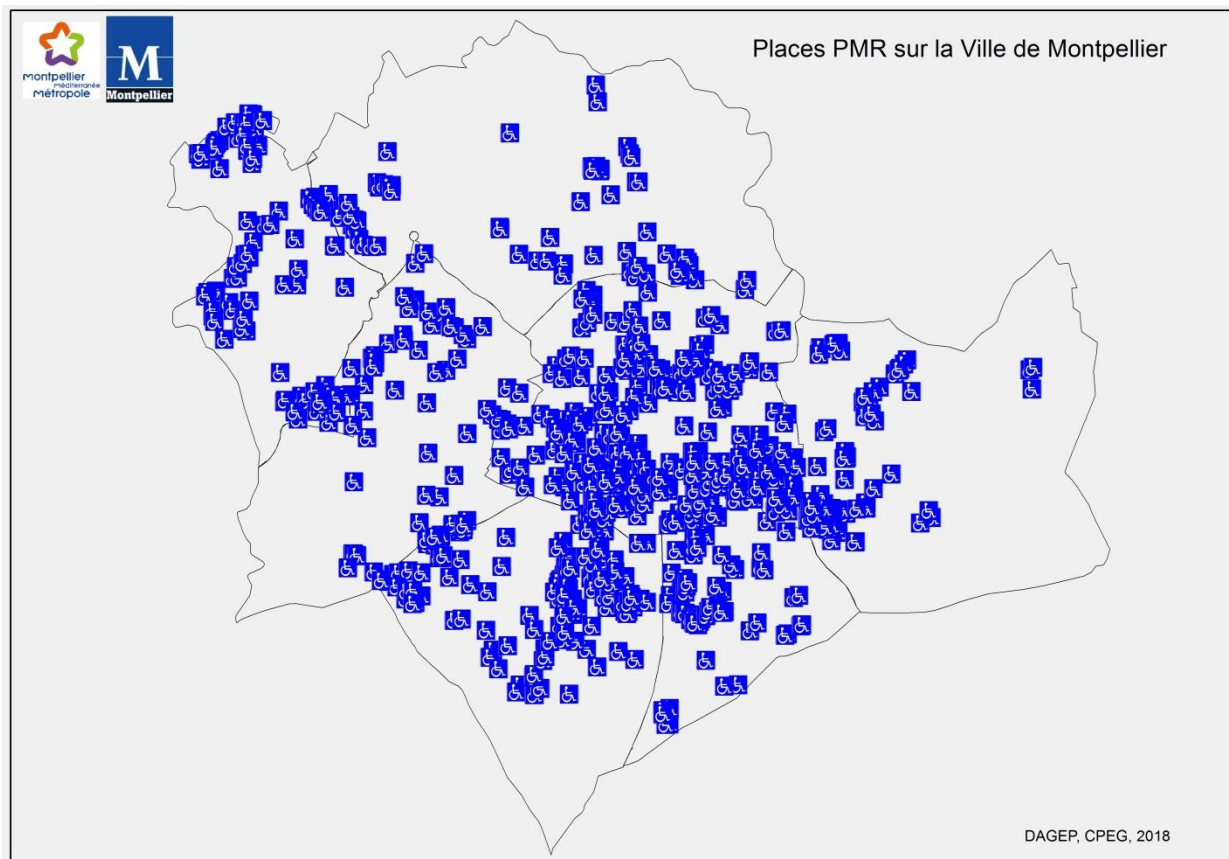 montpellier
méditerranée
métropole
M
Montpellier
Places PMR sur la Ville de Montpellier
DAGEP, CPEG, 2018